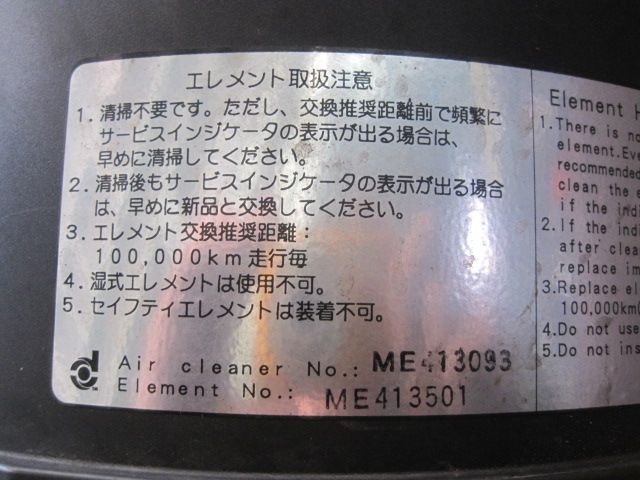 エレメント取扱注意
1. 清掃不要です。ただし、交換推奨距離前で頻繁に
サービスインジケータの表示が出る場合は、
早めに清掃してください。
2. 清掃後もサービスインジケータの表示が出る場合
は、早めに新品と交換してください。
3. エレメント交換推奨距離：
100,000km走行毎
4. 湿式エレメントは使用不可。
5. セイフティエレメントは装着不可。
Air cleaner No.: ME413093
Element No.: ME413501
Element H
1.There is no
element.Eve
recommended
clean the e
if the indi
2.If the indi
after clea
replace im
3.Replace el
100,000km
4.Do not use
5.Do not ins